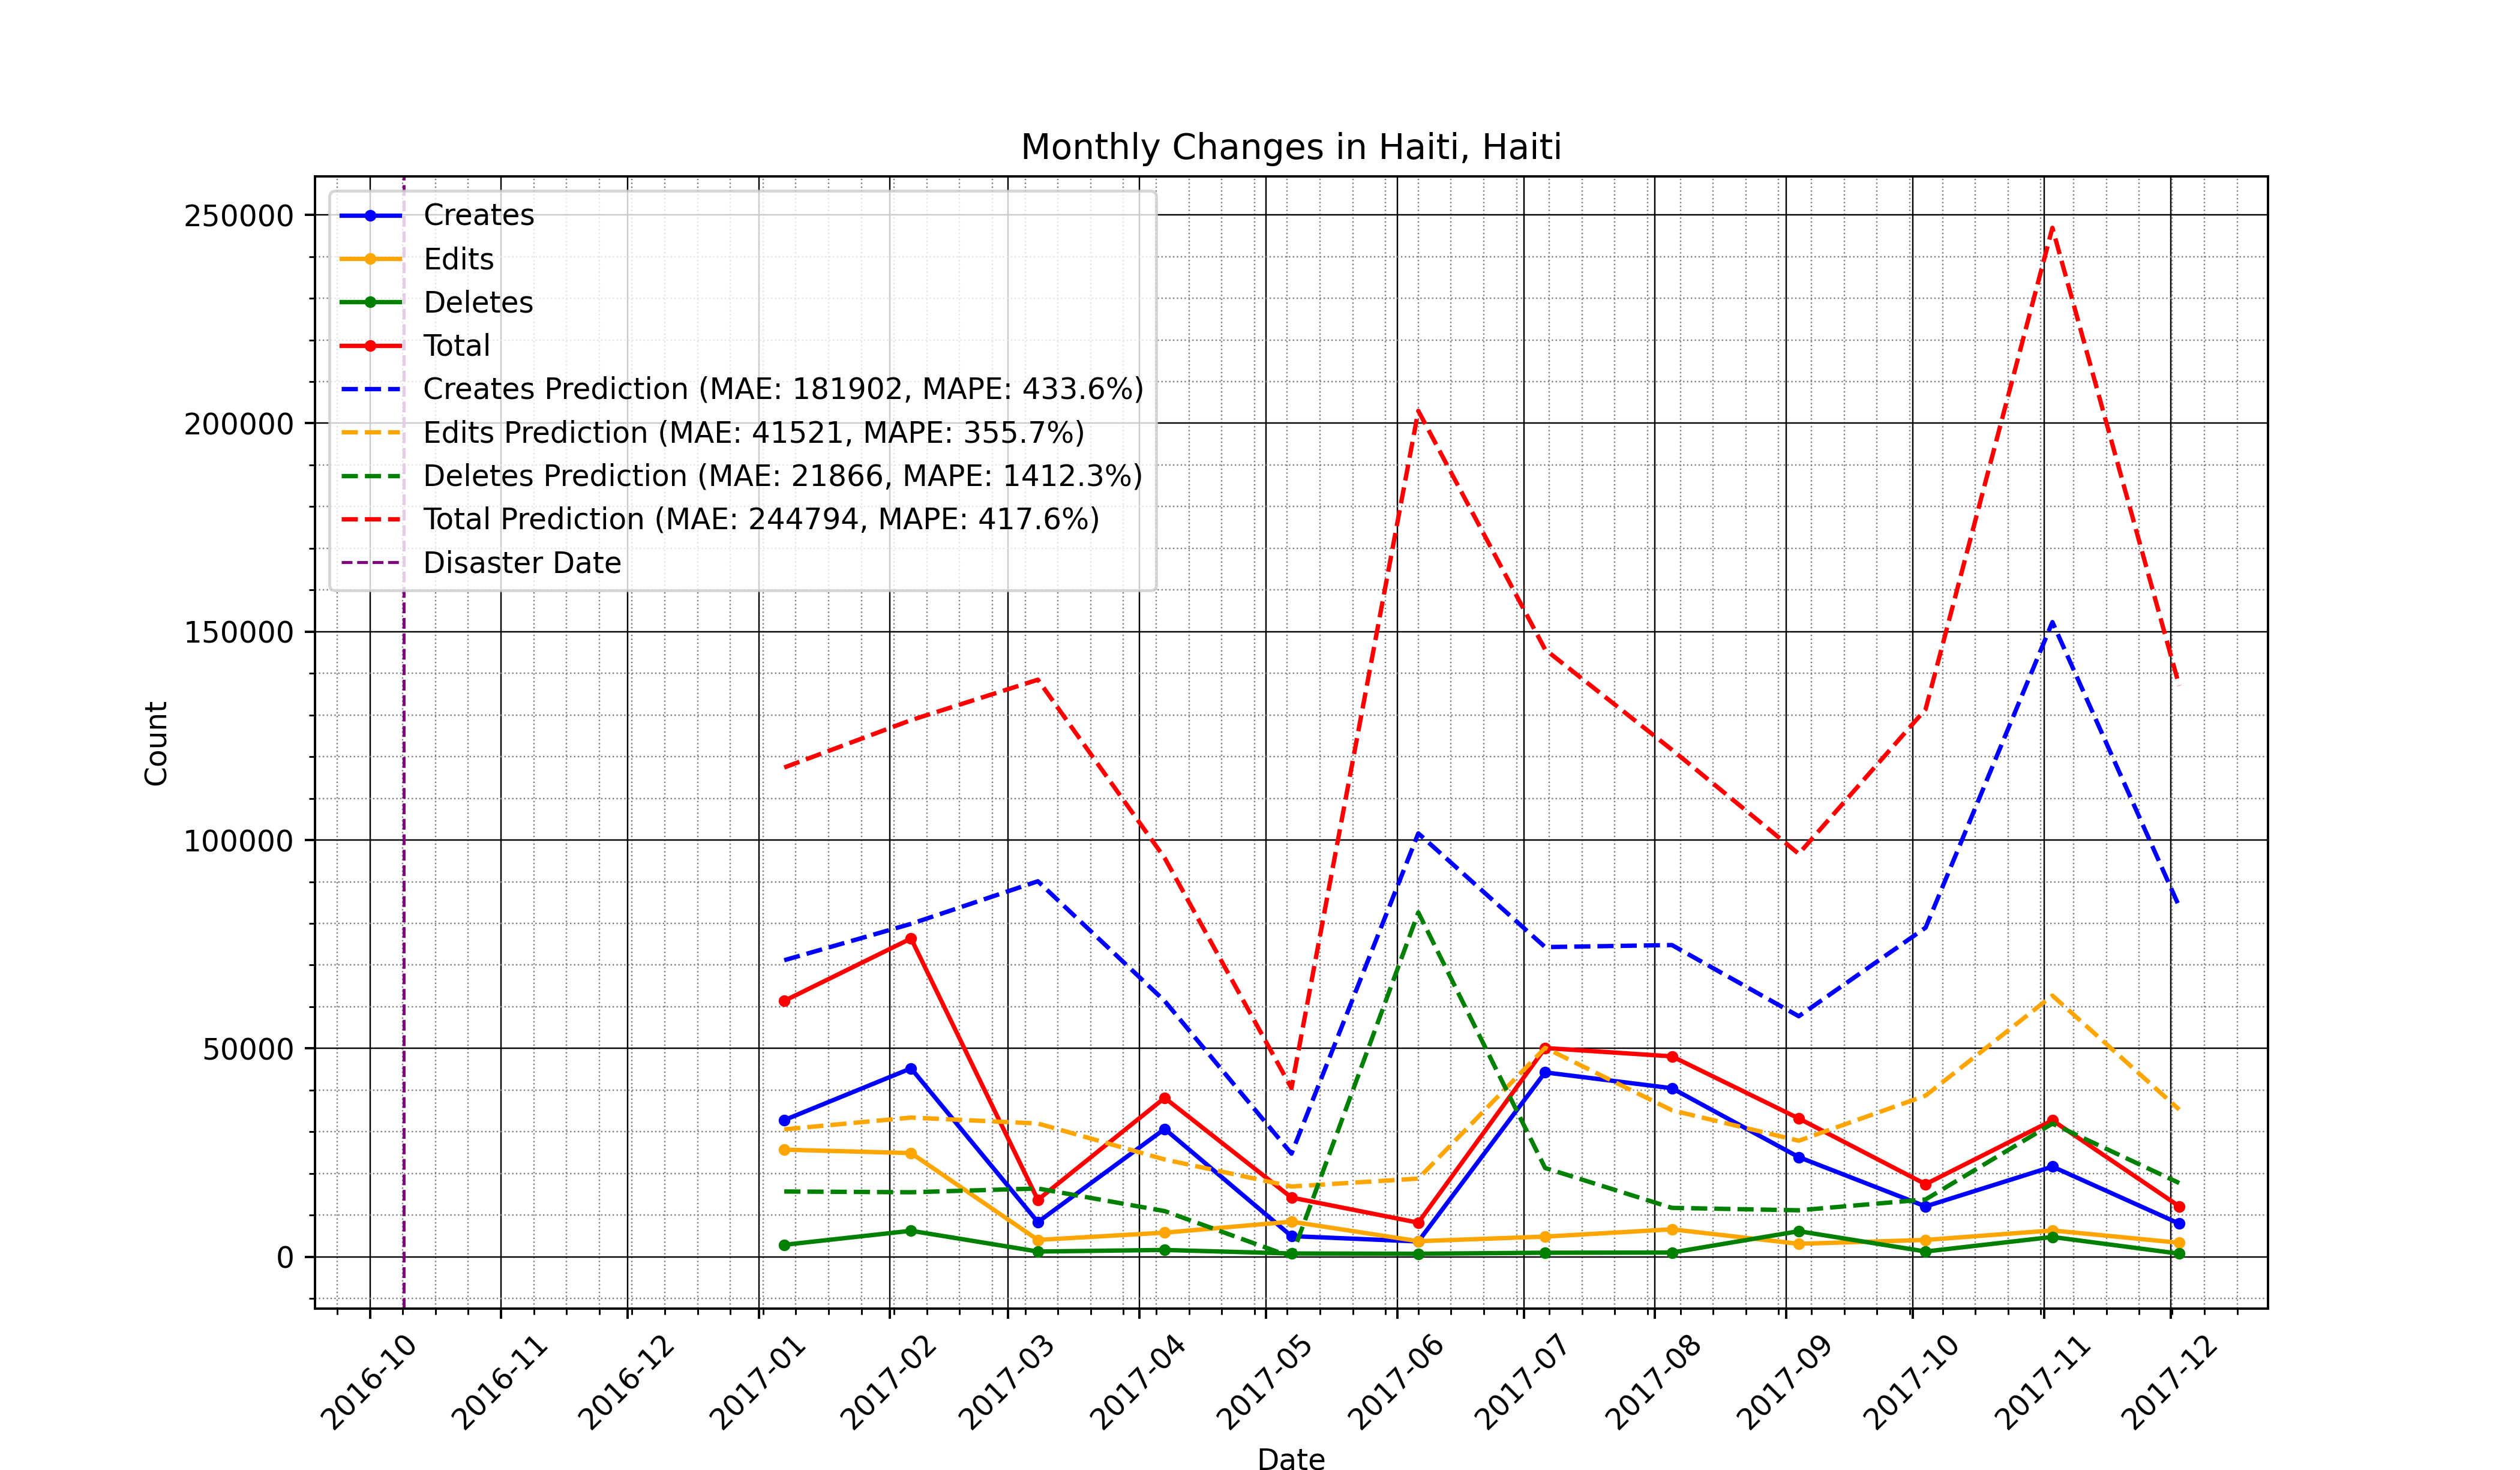 Monthly Changes in Haiti, Haiti
Creates
Edits
Deletes
Total
Creates Prediction (MAE: 181902, MAPE: 433.6%)
Edits Prediction (MAE: 41521, MAPE: 355.7%)
Deletes Prediction (MAE: 21866, MAPE: 1412.3%)
Total Prediction (MAE: 244794, MAPE: 417.6%)
Disaster Date
250000
200000
150000
100000
50000
0
Count
2016-10
2016-11
2016-12
2017-01
2017-02
2017-03
2017-04
2017-05
2017-06
2017-07
2017-08
2017-09
2017-10
2017-11
2017-12
Date